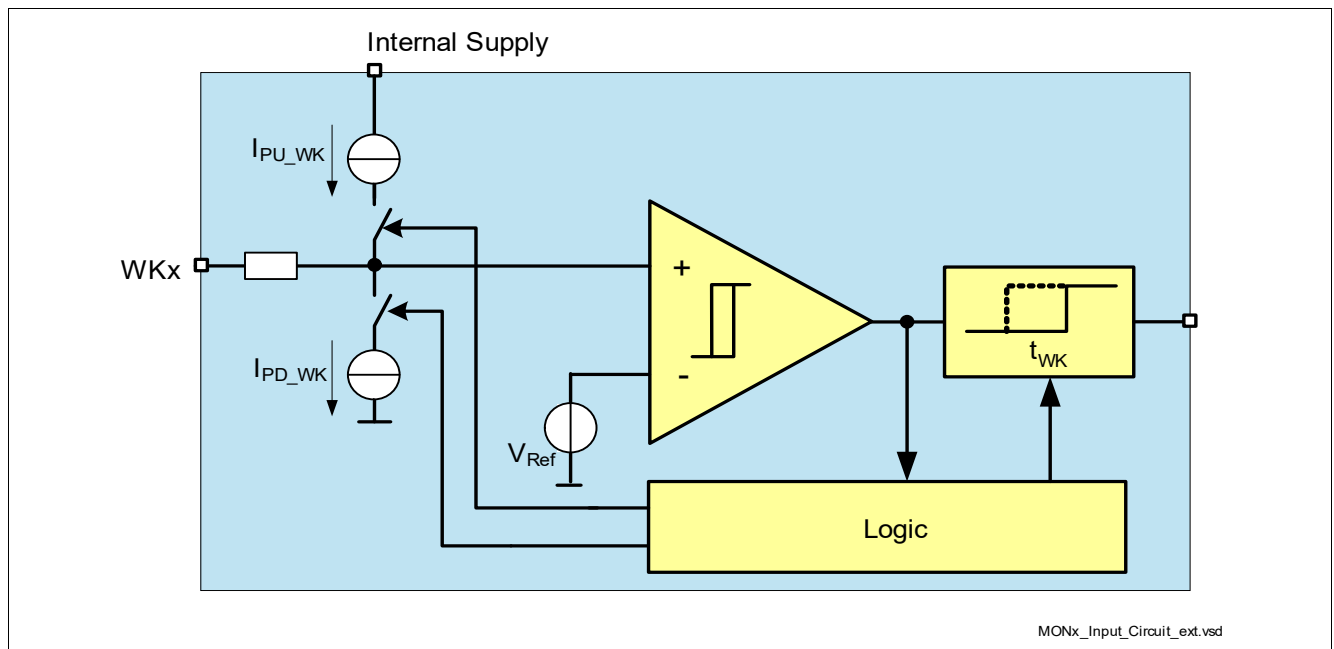 Internal Supply
IPU_WK
WKx
+
IPD_WK
-
tWK
VRef
Logic
MONx_Input_Circuit_ext.vsd